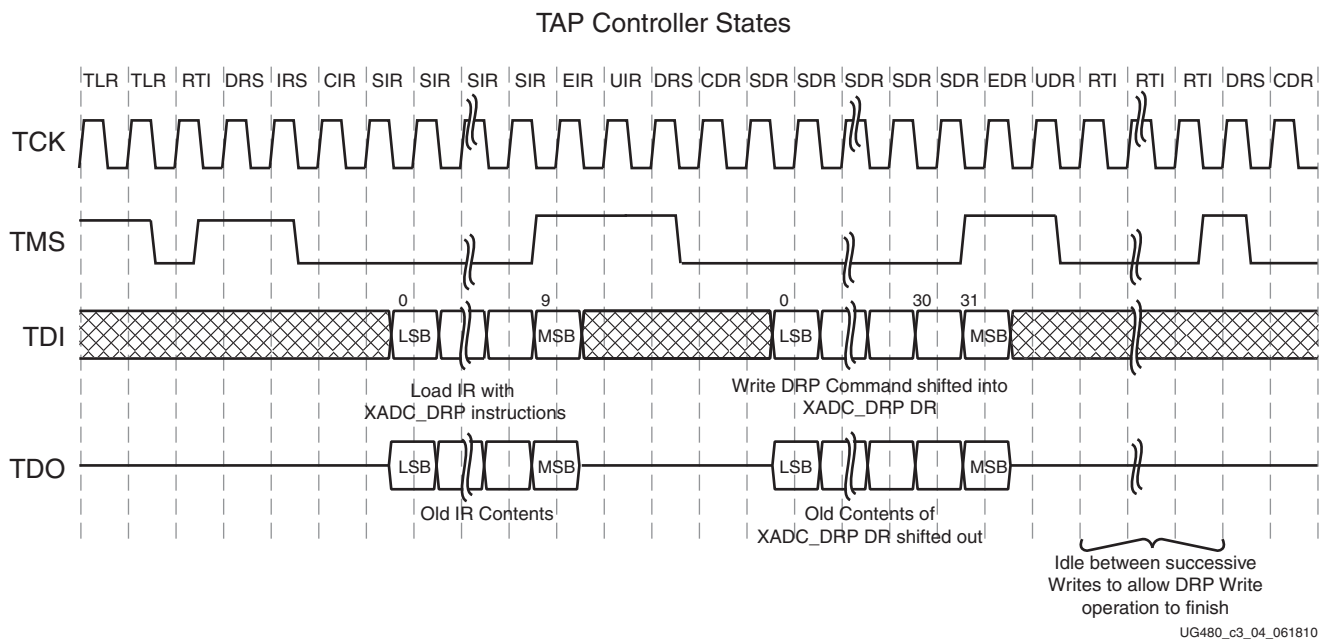 TAP Controller States
TLR TLR RTI DRS IRS CIR SIR SIR SIR SIR EIR UIR DRS CDR SDR SDR SDR SDR SDR EDR UDR RTI RTI RTI DRS CDR
TCK
TMS
0 9 0 30 31
TDI LSB MSB LSB MSB
Load IR with
XADC_DRP instructions
Write DRP Command shifted into
XADC_DRP DR
TDO LSB MSB LSB MSB
Old IR Contents
Old Contents of
XADC_DRP DR shifted out
Idle between successive
Writes to allow DRP Write
operation to finish
UG480_c3_04_061810